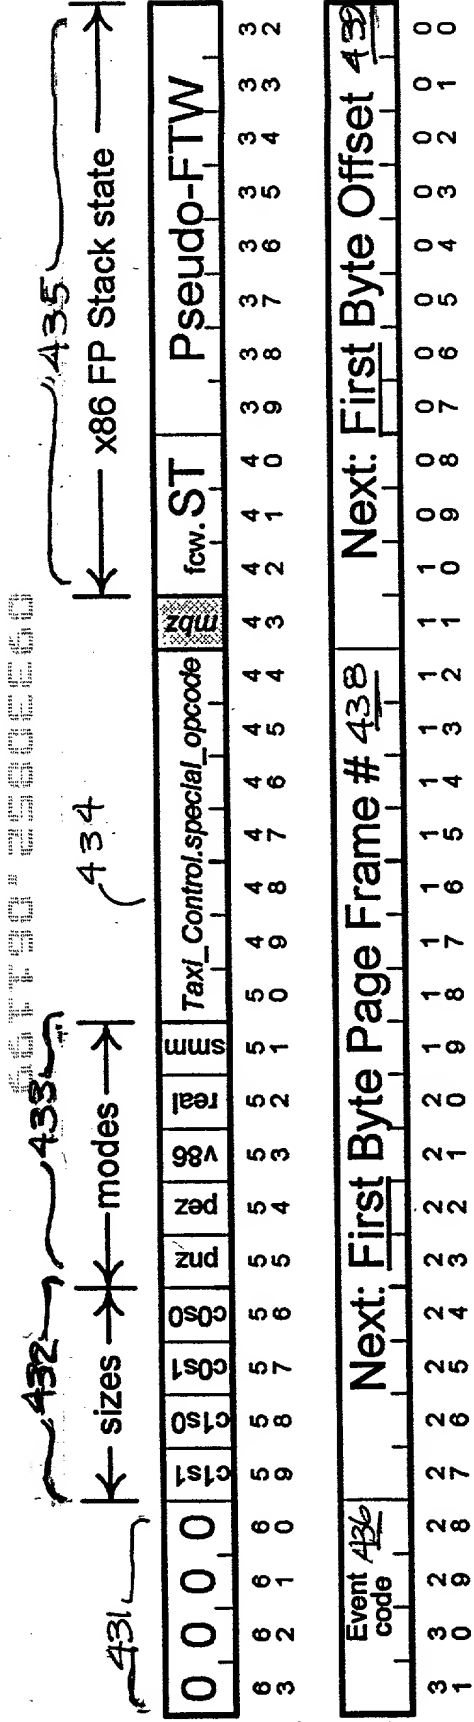 431 432 433 434 435
sizes modes x86 FP Stack state
0 0 0 0 c1s1 c1s0 c0s1 c0s0 pnz pez v86 real smm Taxi_Control.special_opcode mbz fcw.ST Pseudo-FTW
63 62 61 60 59 58 57 56 55 54 53 52 51 50 49 48 47 46 45 44 43 42 41 40 39 38 37 36 35 34 33 32
Event 436 Next: First Byte Page Frame # 438 Next: First Byte Offset 439
code
31 30 29 28 27 26 25 24 23 22 21 20 19 18 17 16 15 14 13 12 11 10 09 08 07 06 05 04 03 02 01 00